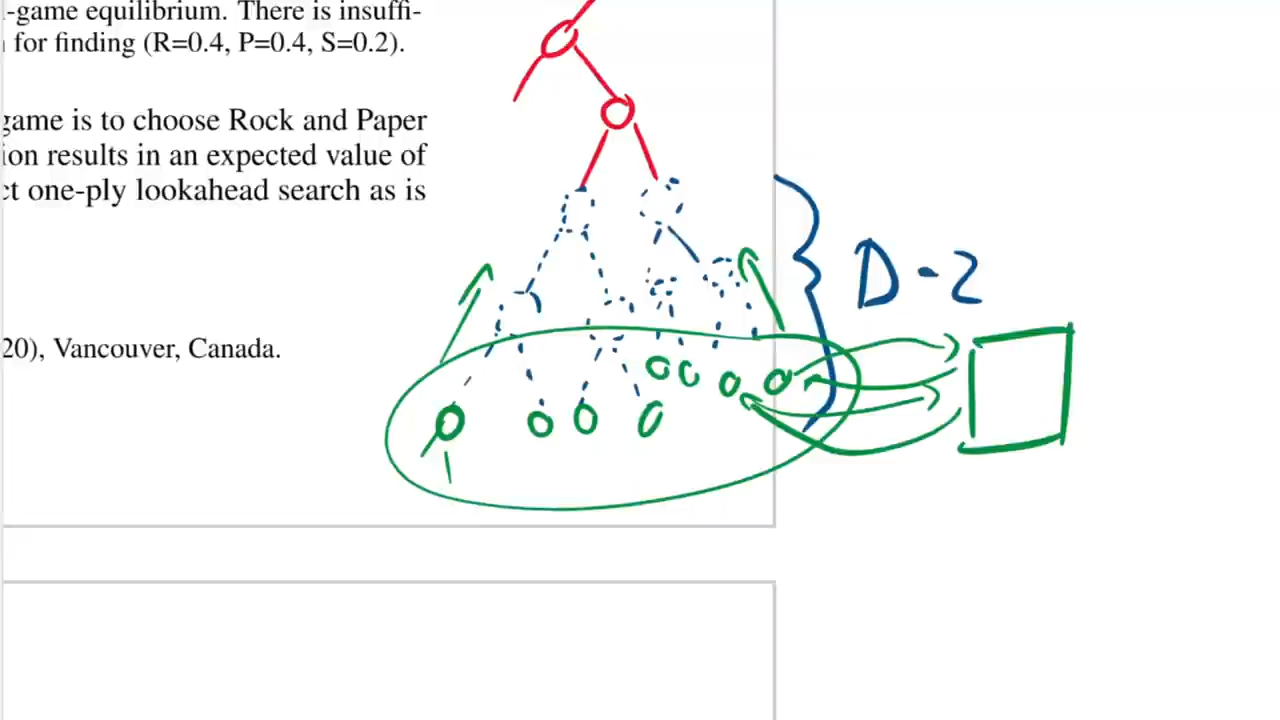 -game equilibrium. There is insuffi-
for finding (R=0.4, P=0.4, S=0.2).
game is to choose Rock and Paper
ion results in an expected value of
ct one-ply lookahead search as is
20), Vancouver, Canada.
D-2